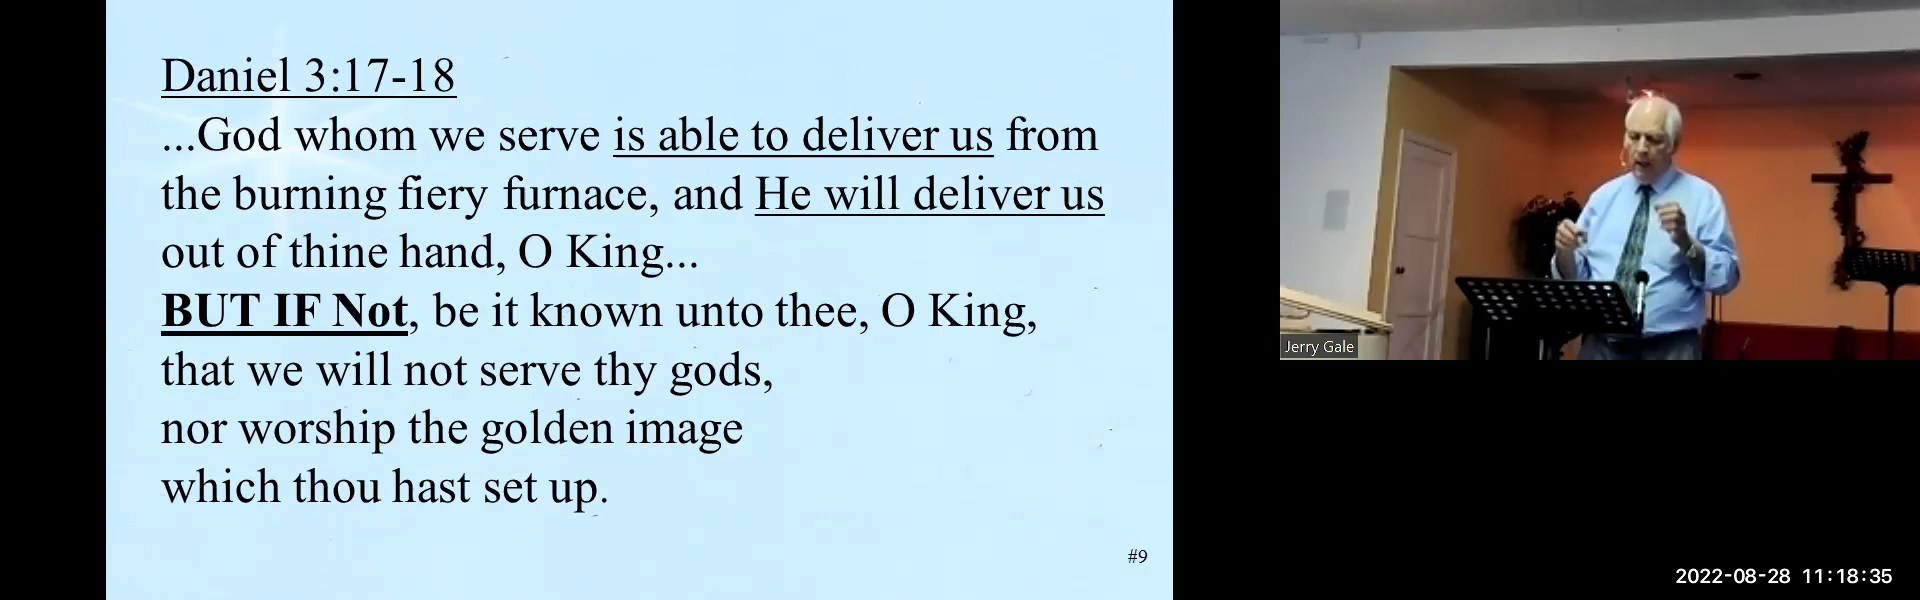 Daniel 3:17-18
...God whom we serve is able to deliver us from
the burning fiery furnace, and He will deliver us
out of thine hand, O King...
BUT IF Not, be it known unto thee, O King,
that we will not serve thy gods,
nor worship the golden image
which thou hast set up.
#9
Jerry Gale
2022-08-28 11:18:35